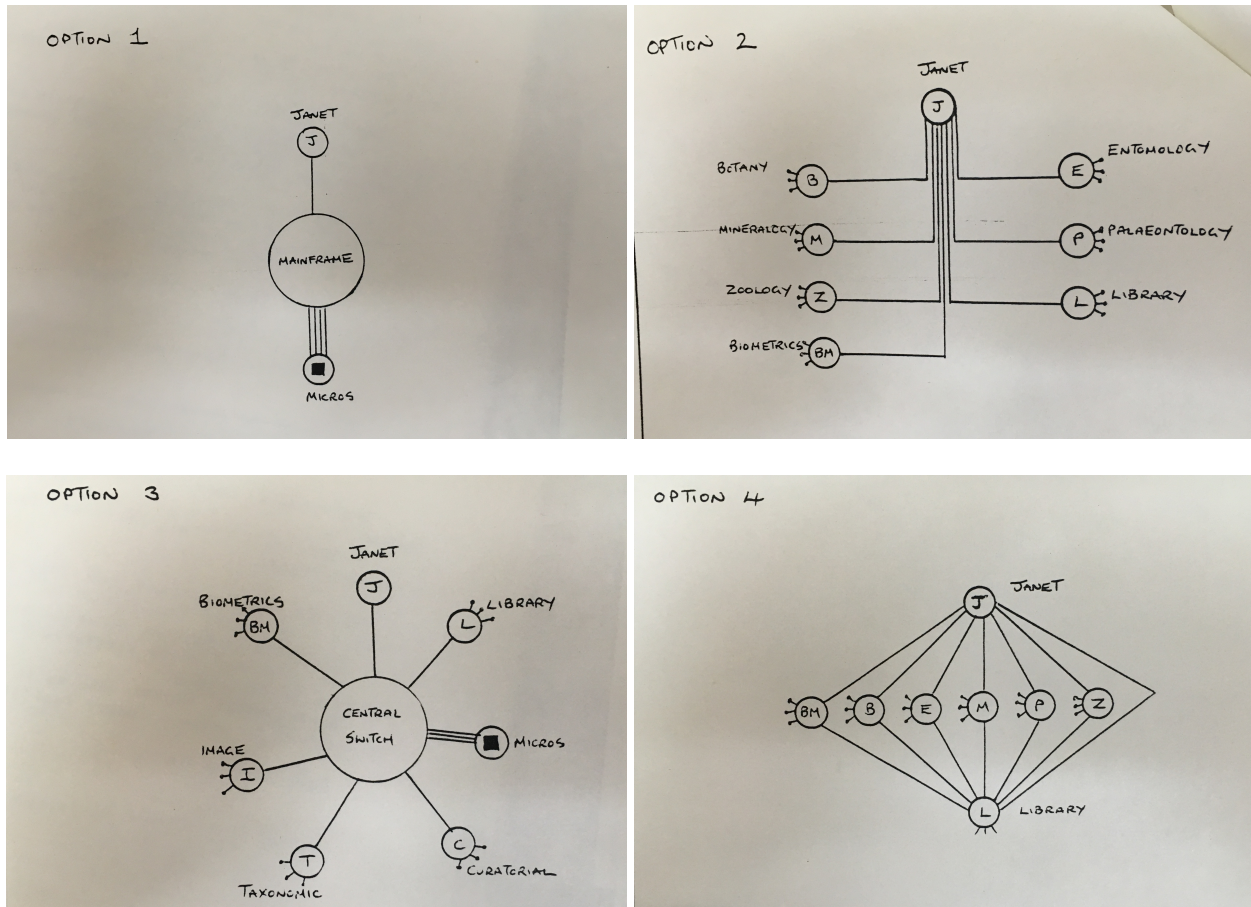 OPTION 1
JANET
J
MAINFRAME
MICROS
OPTION 2
JANET
J
BOTANY
B
E
ENTOMOLOGY
MINERALOGY
M
P
PALAEONTOLOGY
ZOOLOGY
Z
L
LIBRARY
BIOMETRICS
BM
OPTION 3
JANET
J
BIOMETRICS
BM
L
LIBRARY
CENTRAL
SWITCH
MICROS
IMAGE
I
T
TAXONOMIC
C
CURATORIAL
OPTION 4
J
JANET
BM
B
E
M
P
Z
L
LIBRARY